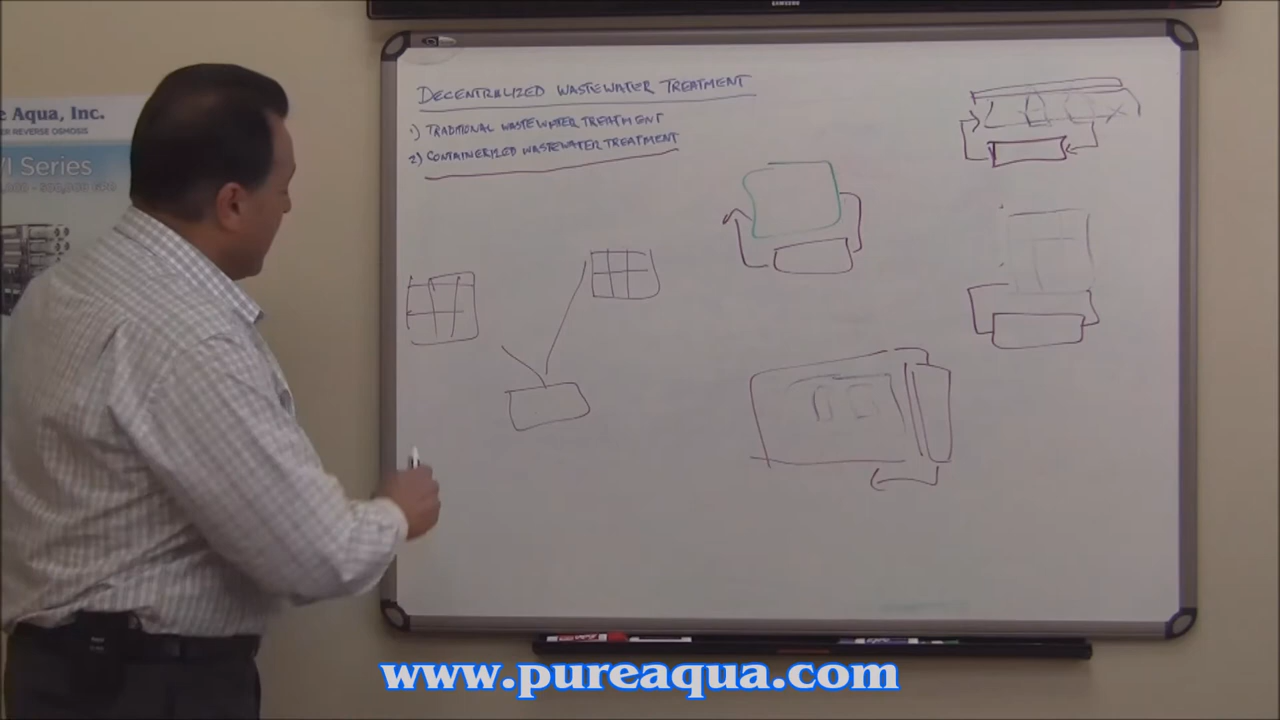 SAMSUNG
DECENTRALIZED WASTEWATER TREATMENT
1) TRADITIONAL WASTEWATER TREATMENT
2) CONTAINERIZED WASTEWATER TREATMENT
e Aqua, Inc.
ER REVERSE OSMOSIS
Series
www.pureaqua.com